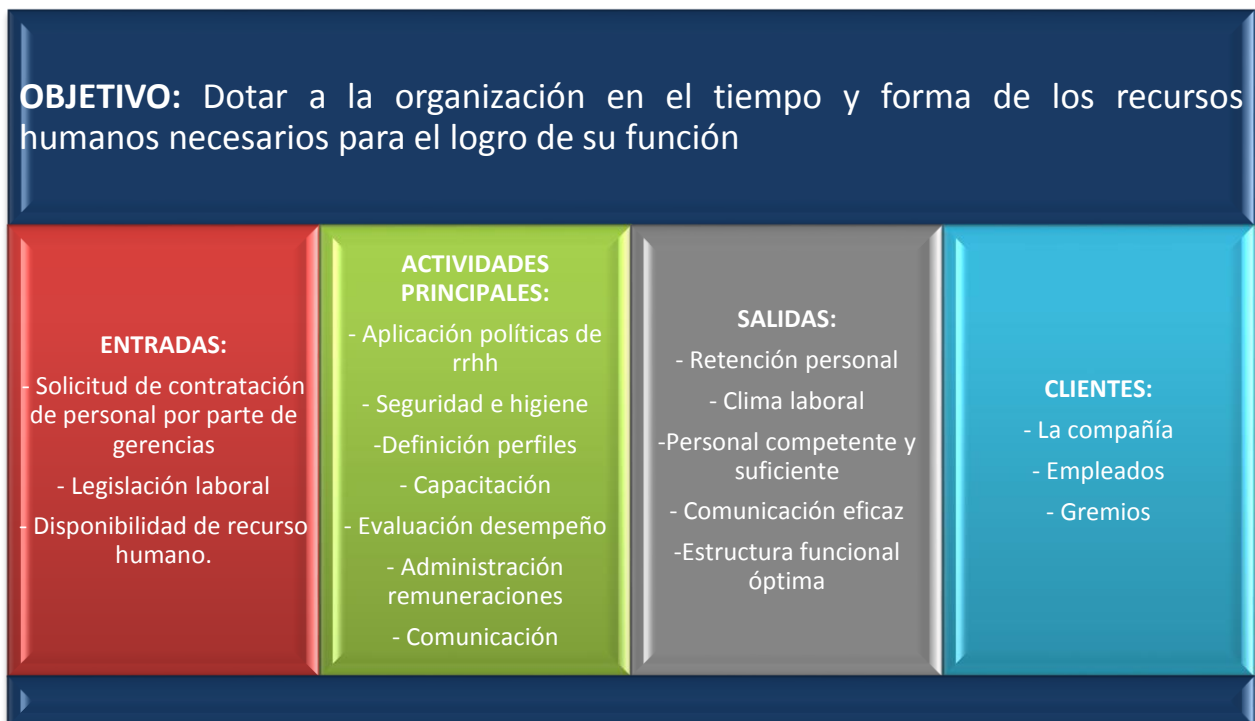 OBJETIVO: Dotar a la organización en el tiempo y forma de los recursos
humanos necesarios para el logro de su función
ENTRADAS:
- Solicitud de contratación
de personal por parte de
gerencias
- Legislación laboral
- Disponibilidad de recurso
humano.
ACTIVIDADES
PRINCIPALES:
- Aplicación políticas de
rrhh
- Seguridad e higiene
-Definición perfiles
- Capacitación
- Evaluación desempeño
- Administración
remuneraciones
- Comunicación
SALIDAS:
- Retención personal
- Clima laboral
-Personal competente y
suficiente
- Comunicación eficaz
-Estructura funcional
óptima
CLIENTES:
- La compañía
- Empleados
- Gremios